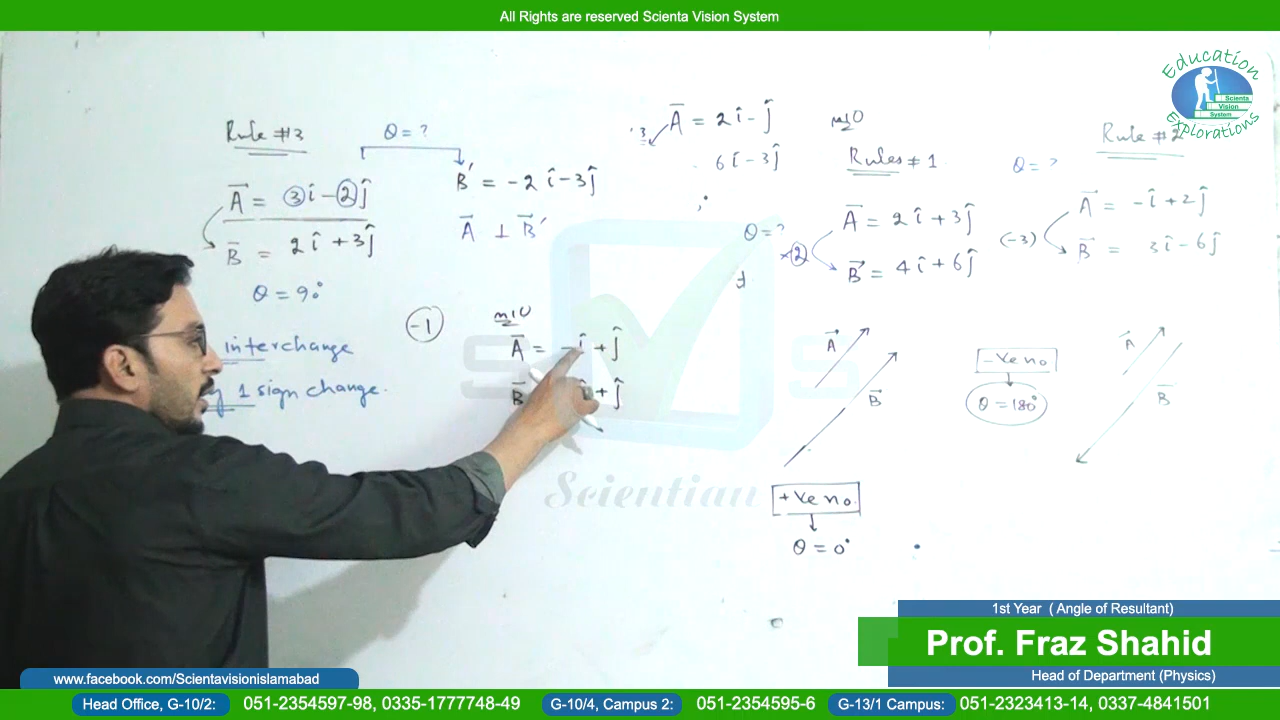 All Rights are reserved Scienta Vision System
Education
Scienta
Vision
System
Explorations
Rule #3
θ = ?
A = 3î - 2ĵ
B = 2î + 3ĵ
θ = 90°
interchange
1 sign change.
B' = -2î - 3ĵ
A ⊥ B'
A = 2î - ĵ
6î - 3ĵ
-1
A = -î + ĵ
B
+ ĵ
Rules #1
θ = ?
A = 2î + 3ĵ
×2
B = 4î + 6ĵ
A
B
+ve no.
θ = 0°
Rule #2
θ = ?
A = -î + 2ĵ
(-3)
B = 3î - 6ĵ
-ve no.
θ = 180°
A
B
Scientian
1st Year ( Angle of Resultant)
Prof. Fraz Shahid
Head of Department (Physics)
www.facebook.com/Scientavisionislamabad
Head Office, G-10/2: 051-2354597-98, 0335-1777748-49 G-10/4, Campus 2: 051-2354595-6 G-13/1 Campus: 051-2323413-14, 0337-4841501